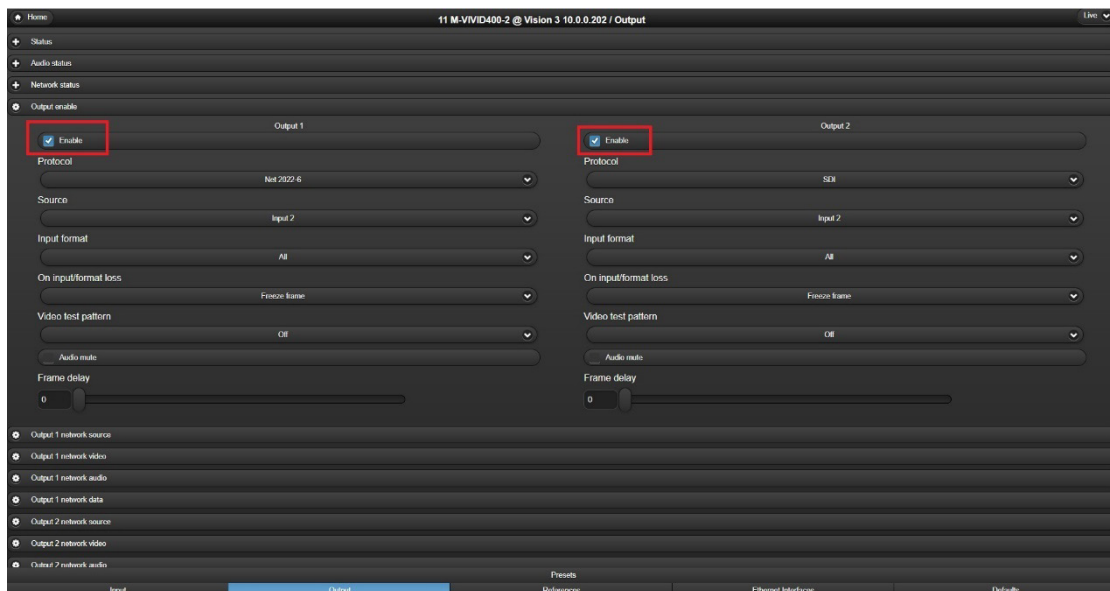 Home
11 M-VIVID400-2 @ Vision 3 10.0.0.202 / Output
Live
Status
Audio status
Network status
Output enable
Output 1
Output 2
Enable
Enable
Protocol
Protocol
Net 2022-6
SDI
Source
Source
Input 2
Input 2
Input format
Input format
All
All
On input/format loss
On input/format loss
Freeze frame
Freeze frame
Video test pattern
Video test pattern
Off
Off
Audio mute
Audio mute
Frame delay
Frame delay
0
0
Output 1 network source
Output 1 network video
Output 1 network audio
Output 1 network data
Output 2 network source
Output 2 network video
Output 2 network audio
Presets
Input
Output
References
Ethernet Interfaces
Defaults